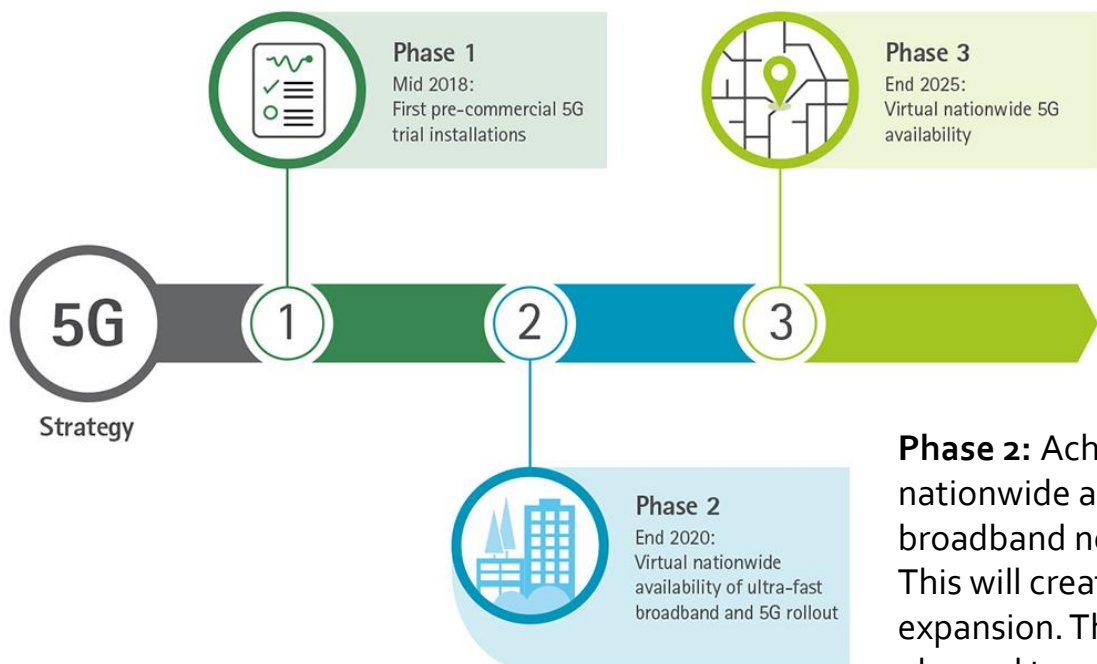 Phase 1
Mid 2018:
First pre-commercial 5G
trial installations
Phase 3
End 2025:
Virtual nationwide 5G
availability
5G
1
2
3
Strategy
Phase 2
End 2020:
Virtual nationwide
availability of ultra-fast
broadband and 5G rollout
Phase 2:
nationwide
broadband
This will
expansion.